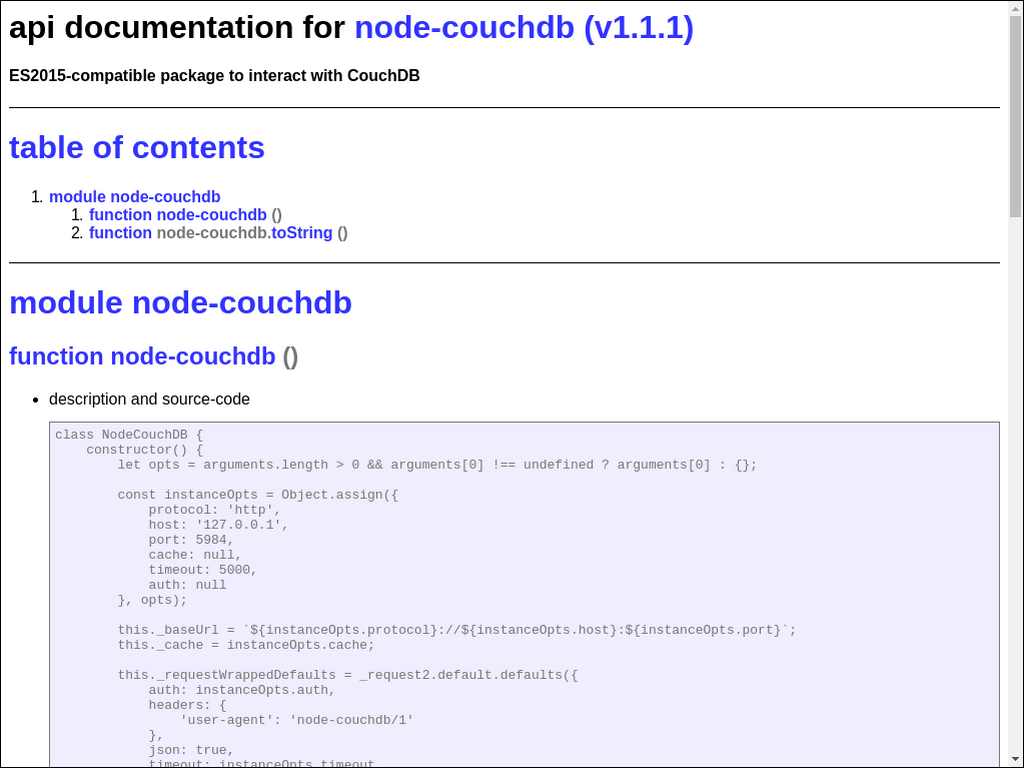 api documentation for node-couchdb (v1.1.1)
ES2015-compatible package to interact with CouchDB
table of contents
1. module node-couchdb
1. function node-couchdb ()
2. function node-couchdb.toString ()
module node-couchdb
function node-couchdb ()
• description and source-code
class NodeCouchDB {
    constructor() {
        let opts = arguments.length > 0 && arguments[0] !== undefined ? arguments[0] : {};
        const instanceOpts = Object.assign({
            protocol: 'http',
            host: '127.0.0.1',
            port: 5984,
            cache: null,
            timeout: 5000,
            auth: null
        }, opts);
        this._baseUrl = `${instanceOpts.protocol}://${instanceOpts.host}:${instanceOpts.port}`;
        this._cache = instanceOpts.cache;
        this._requestWrappedDefaults = _request2.default.defaults({
            auth: instanceOpts.auth,
            headers: {
                'user-agent': 'node-couchdb/1'
            },
            json: true,
            timeout: instanceOpts.timeout